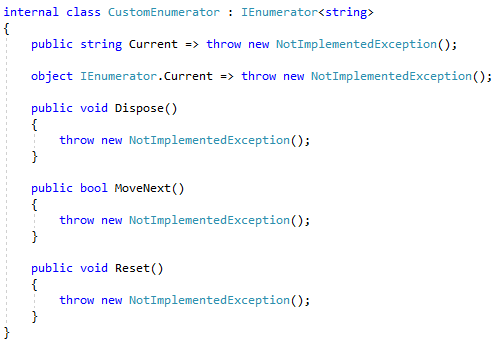 internal class CustomEnumerator : IEnumerator<string>
{
    public string Current => throw new NotImplementedException();

    object IEnumerator.Current => throw new NotImplementedException();

    public void Dispose()
    {
        throw new NotImplementedException();
    }

    public bool MoveNext()
    {
        throw new NotImplementedException();
    }

    public void Reset()
    {
        throw new NotImplementedException();
    }
}